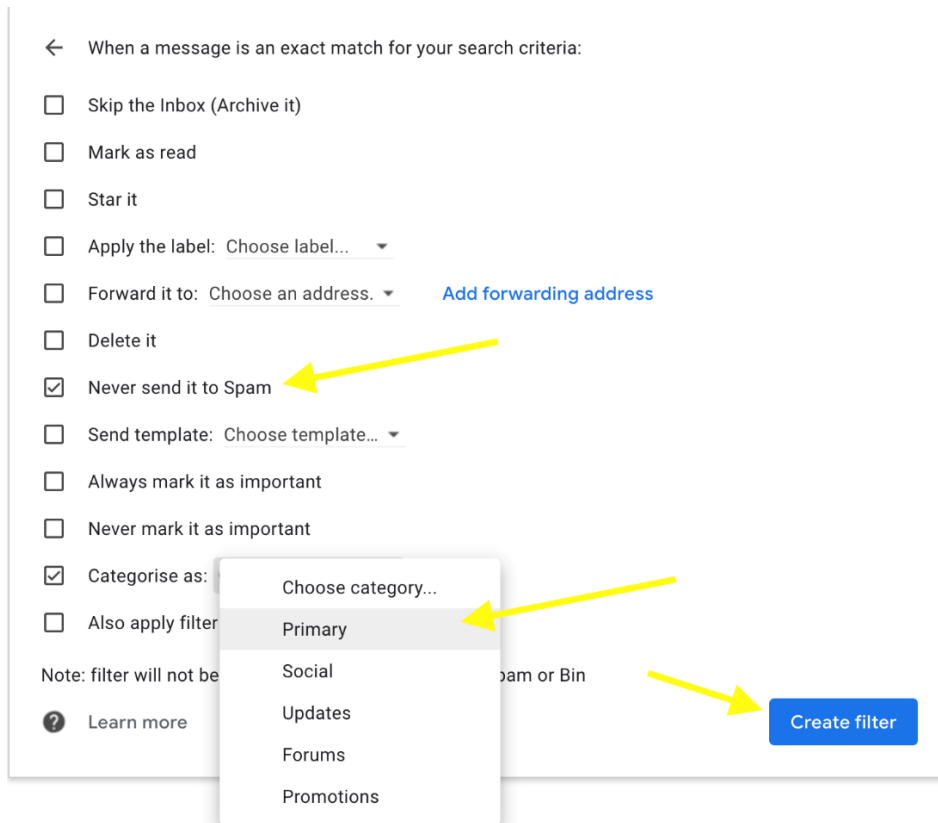 When a message is an exact match for your search criteria:
Skip the Inbox (Archive it)
Mark as read
Star it
Apply the label: Choose label...
Forward it to: Choose an address. Add forwarding address
Delete it
Never send it to Spam
Send template: Choose template...
Always mark it as important
Never mark it as important
Categorise as:
Choose category...
Also apply filter
Primary
Note: filter will not be
Social
or Bin
Learn more
Updates
Create filter
Forums
Promotions